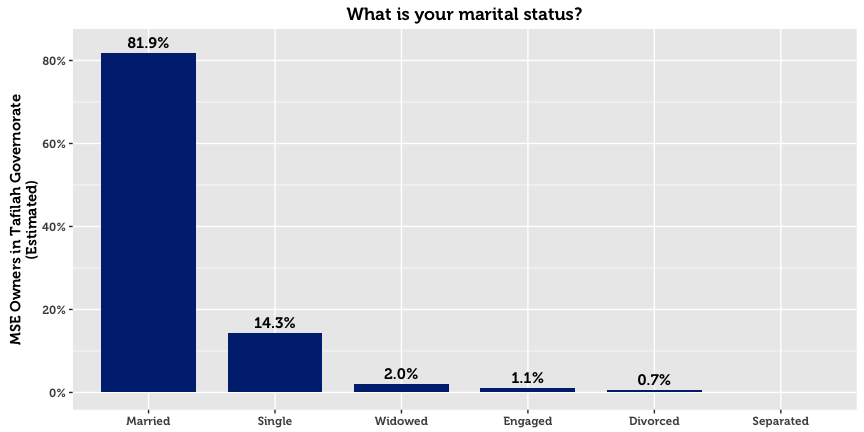 What is your marital status?
MSE Owners in Tafilah Governorate
(Estimated)
80%
60%
40%
20%
0%
81.9%
14.3%
2.0%
1.1%
0.7%
Married
Single
Widowed
Engaged
Divorced
Separated